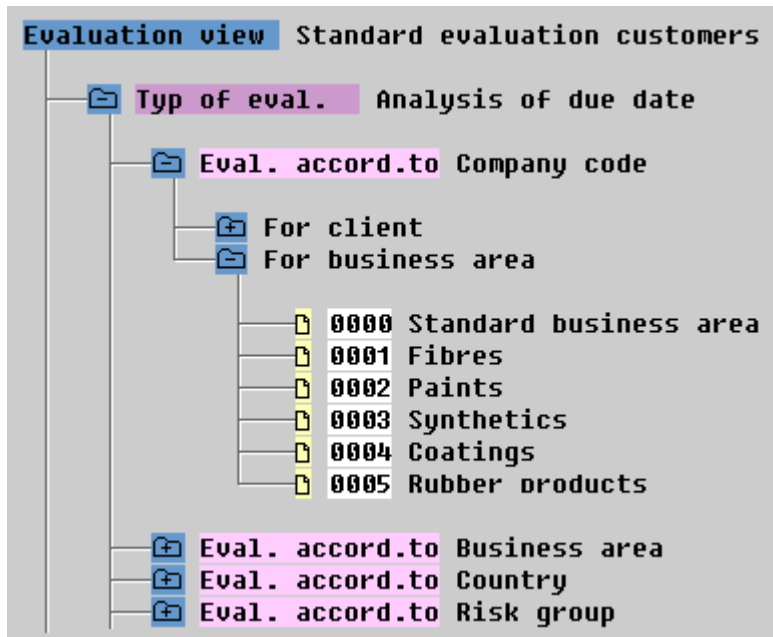 Evaluation view Standard evaluation customers
Typ of eval. Analysis of due date
Eval. accord.to Company code
For client
For business area
0000 Standard business area
0001 Fibres
0002 Paints
0003 Synthetics
0004 Coatings
0005 Rubber products
Eval. accord.to Business area
Eval. accord.to Country
Eval. accord.to Risk group